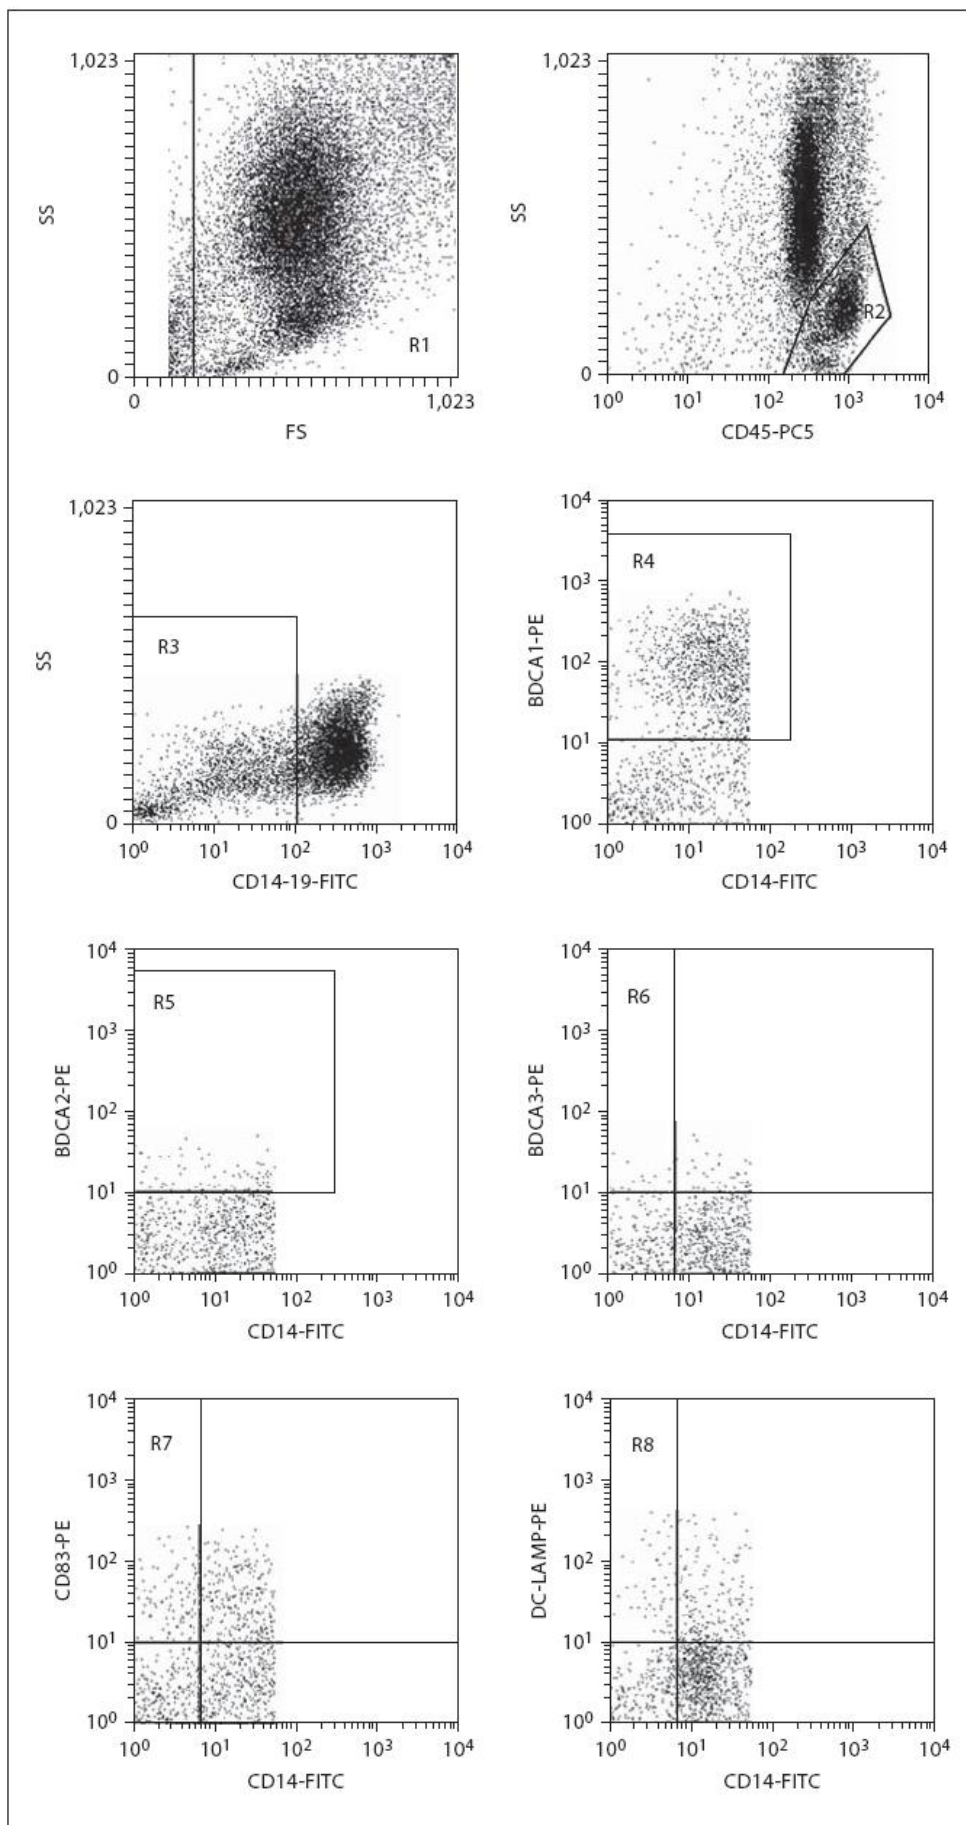 1,023
SS
R1
0
0
1,023
FS
1,023
SS
R2
0
10⁰ 10¹ 10² 10³ 10⁴
CD45-PC5
1,023
SS
R3
0
10⁰ 10¹ 10² 10³ 10⁴
CD14-19-FITC
10⁴
R4
10³
BDCA1-PE
10²
10¹
10⁰
10⁰ 10¹ 10² 10³ 10⁴
CD14-FITC
10⁴
R5
10³
BDCA2-PE
10²
10¹
10⁰
10⁰ 10¹ 10² 10³ 10⁴
CD14-FITC
10⁴
R6
10³
BDCA3-PE
10²
10¹
10⁰
10⁰ 10¹ 10² 10³ 10⁴
CD14-FITC
10⁴
R7
10³
CD83-PE
10²
10¹
10⁰
10⁰ 10¹ 10² 10³ 10⁴
CD14-FITC
10⁴
R8
10³
DC-LAMP-PE
10²
10¹
10⁰
10⁰ 10¹ 10² 10³ 10⁴
CD14-FITC